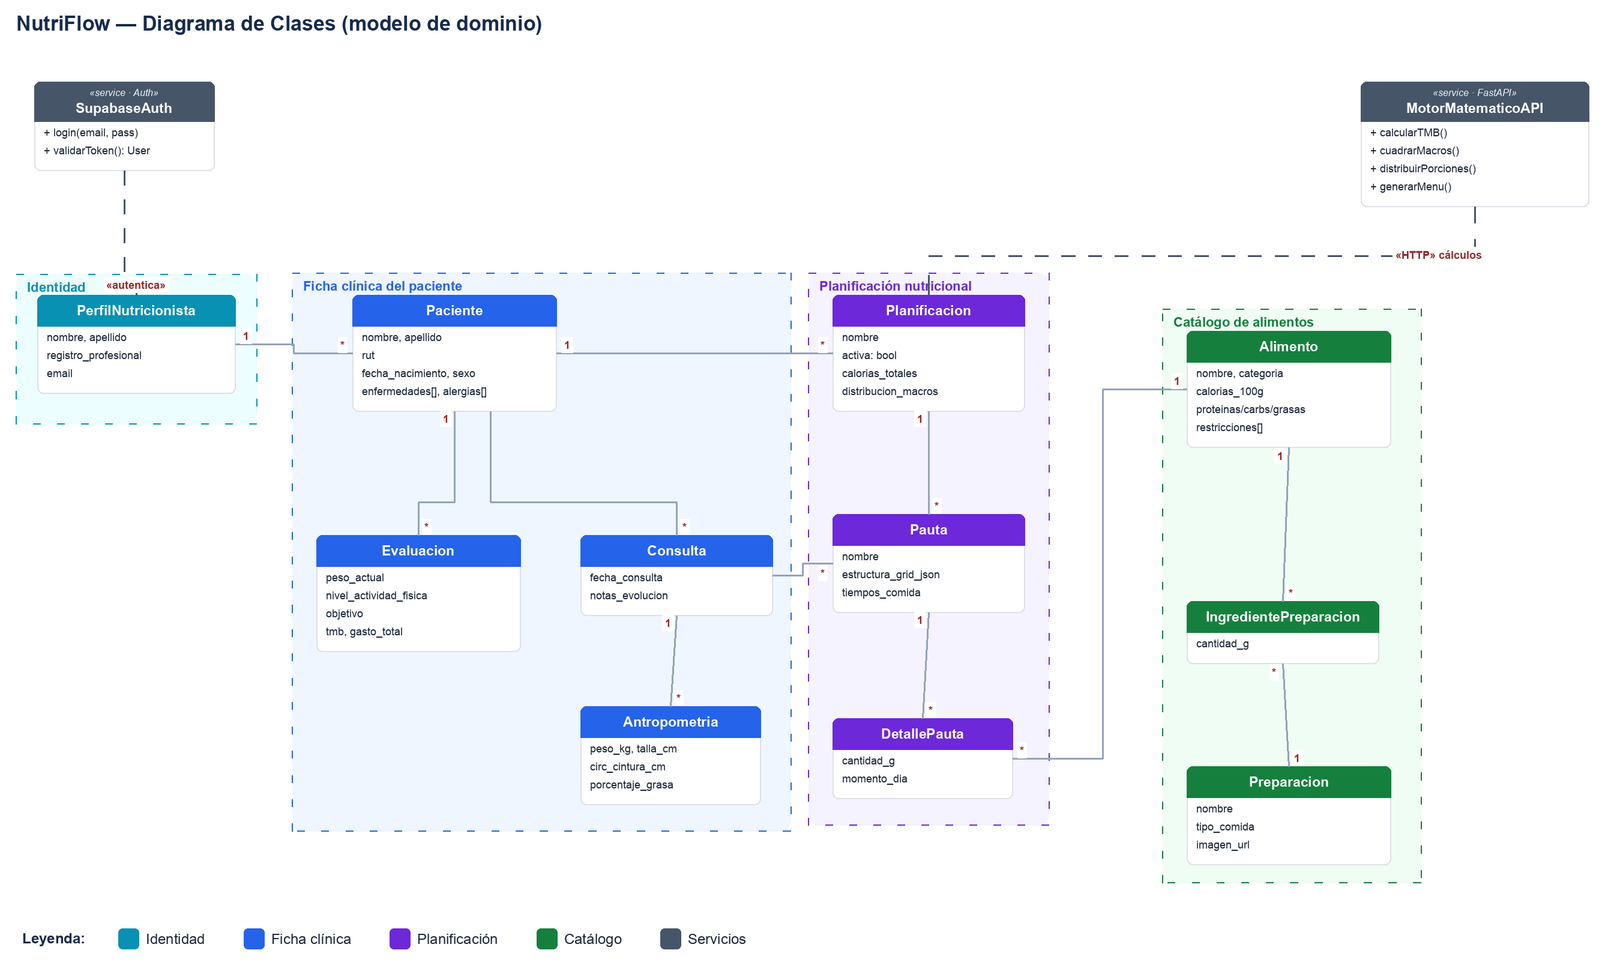 NutriFlow — Diagrama de Clases (modelo de dominio)
«service · Auth»
SupabaseAuth
+ login(email, pass)
+ validarToken(): User
«service · FastAPI»
MotorMatematicoAPI
+ calcularTMB()
+ cuadrarMacros()
+ distribuirPorciones()
+ generarMenu()
«HTTP» cálculos
Identidad
«autentica»
PerfilNutricionista
nombre, apellido
registro_profesional
email
1
*
Ficha clínica del paciente
Paciente
nombre, apellido
rut
fecha_nacimiento, sexo
enfermedades[], alergias[]
1
*
1
*
*
Evaluacion
peso_actual
nivel_actividad_fisica
objetivo
tmb, gasto_total
Consulta
fecha_consulta
notas_evolucion
1
*
*
Antropometria
peso_kg, talla_cm
circ_cintura_cm
porcentaje_grasa
Planificación nutricional
Planificacion
nombre
activa: bool
calorias_totales
distribucion_macros
1
*
Pauta
nombre
estructura_grid_json
tiempos_comida
1
*
DetallePauta
cantidad_g
momento_dia
*
1
Catálogo de alimentos
Alimento
nombre, categoria
calorias_100g
proteinas/carbs/grasas
restricciones[]
1
*
IngredientePreparacion
cantidad_g
*
1
Preparacion
nombre
tipo_comida
imagen_url
Leyenda:
Identidad
Ficha clínica
Planificación
Catálogo
Servicios